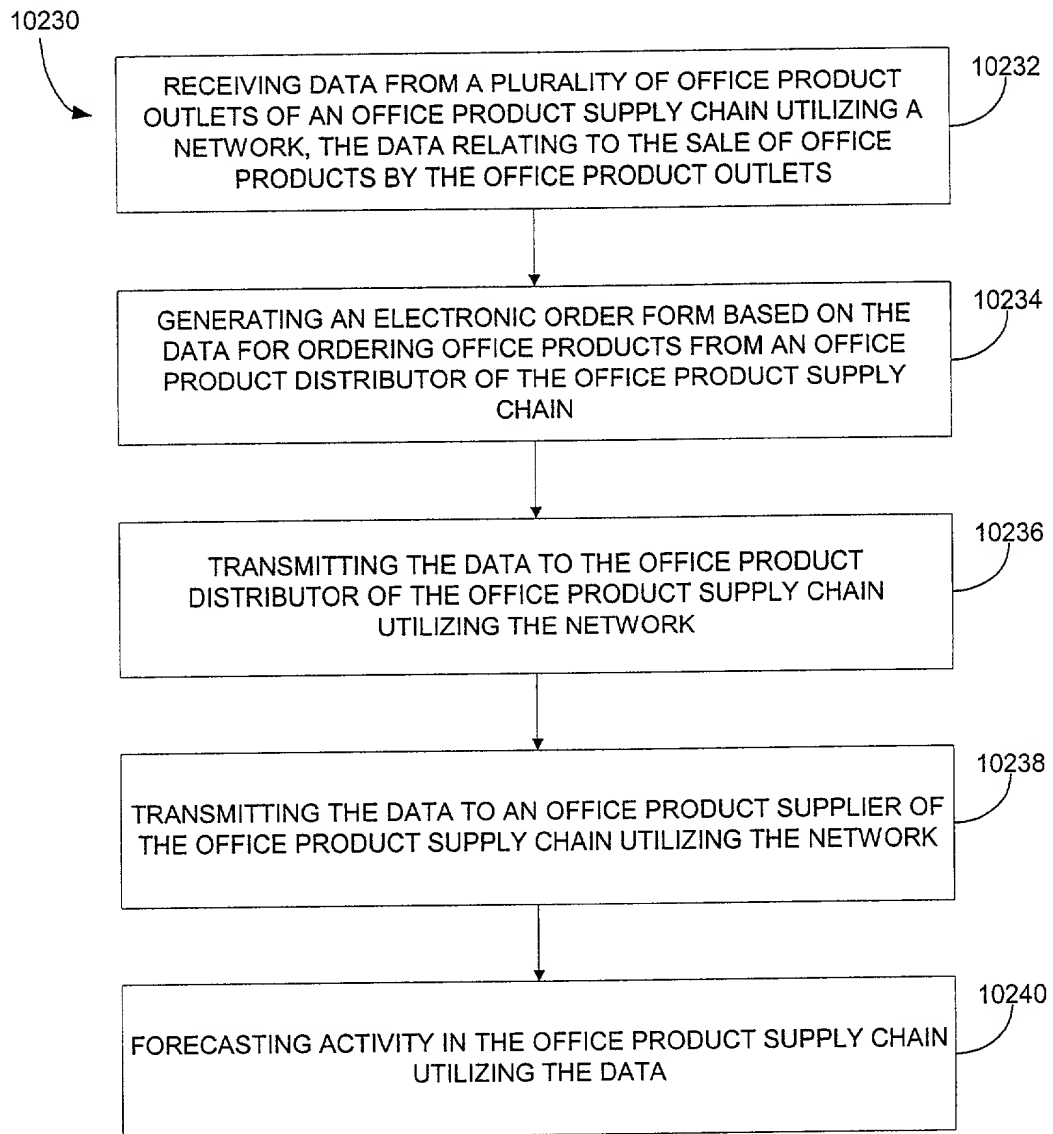 10230
RECEIVING DATA FROM A PLURALITY OF OFFICE PRODUCT
OUTLETS OF AN OFFICE PRODUCT SUPPLY CHAIN UTILIZING A
NETWORK, THE DATA RELATING TO THE SALE OF OFFICE
PRODUCTS BY THE OFFICE PRODUCT OUTLETS
10232
GENERATING AN ELECTRONIC ORDER FORM BASED ON THE
DATA FOR ORDERING OFFICE PRODUCTS FROM AN OFFICE
PRODUCT DISTRIBUTOR OF THE OFFICE PRODUCT SUPPLY
CHAIN
10234
TRANSMITTING THE DATA TO THE OFFICE PRODUCT
DISTRIBUTOR OF THE OFFICE PRODUCT SUPPLY CHAIN
UTILIZING THE NETWORK
10236
TRANSMITTING THE DATA TO AN OFFICE PRODUCT SUPPLIER OF
THE OFFICE PRODUCT SUPPLY CHAIN UTILIZING THE NETWORK
10238
FORECASTING ACTIVITY IN THE OFFICE PRODUCT SUPPLY CHAIN
UTILIZING THE DATA
10240